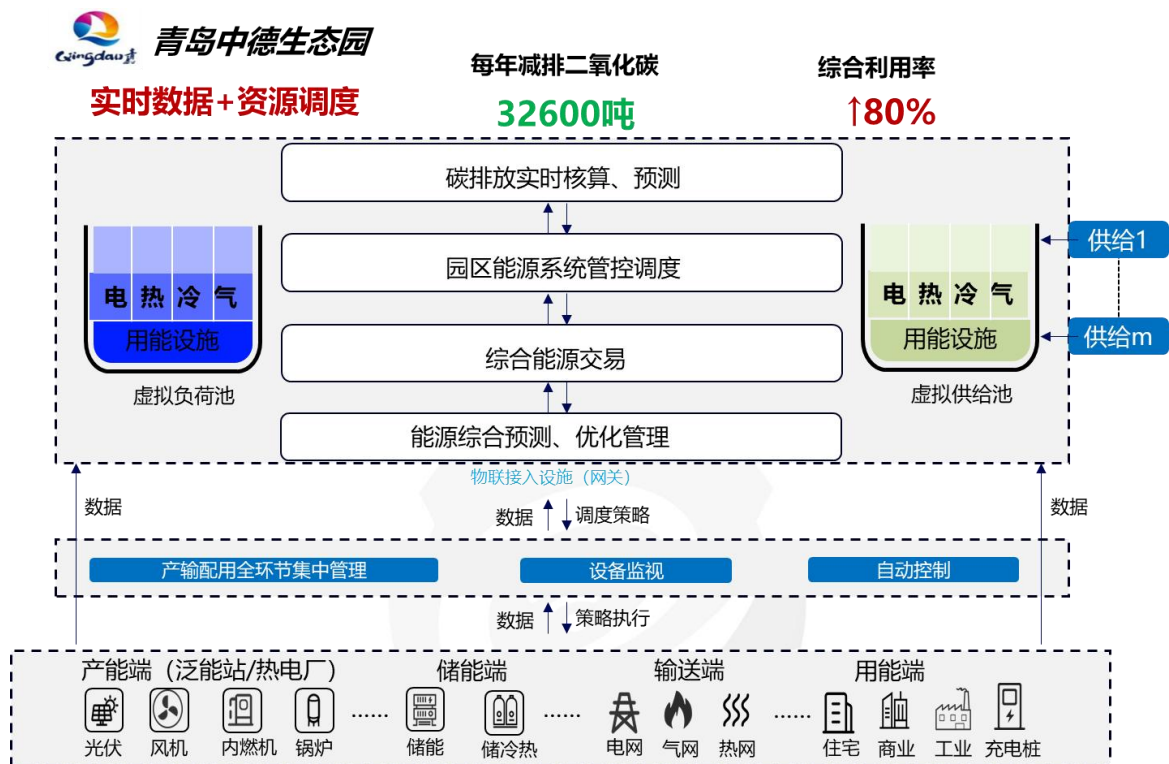 Qingdao
青岛中德生态园
实时数据+资源调度
每年减排二氧化碳
32600吨
综合利用率
↑80%
碳排放实时核算、预测
园区能源系统管控调度
综合能源交易
能源综合预测、优化管理
电 热 冷 气
用能设施
虚拟负荷池
电 热 冷 气
用能设施
虚拟供给池
供给1
供给m
物联接入设施（网关）
数据
数据
调度策略
数据
产输配用全环节集中管理
设备监视
自动控制
数据
策略执行
产能端（泛能站/热电厂）
储能端
输送端
用能端
光伏 风机 内燃机 锅炉 …… 储能 储冷热 …… 电网 气网 热网 …… 住宅 商业 工业 充电桩